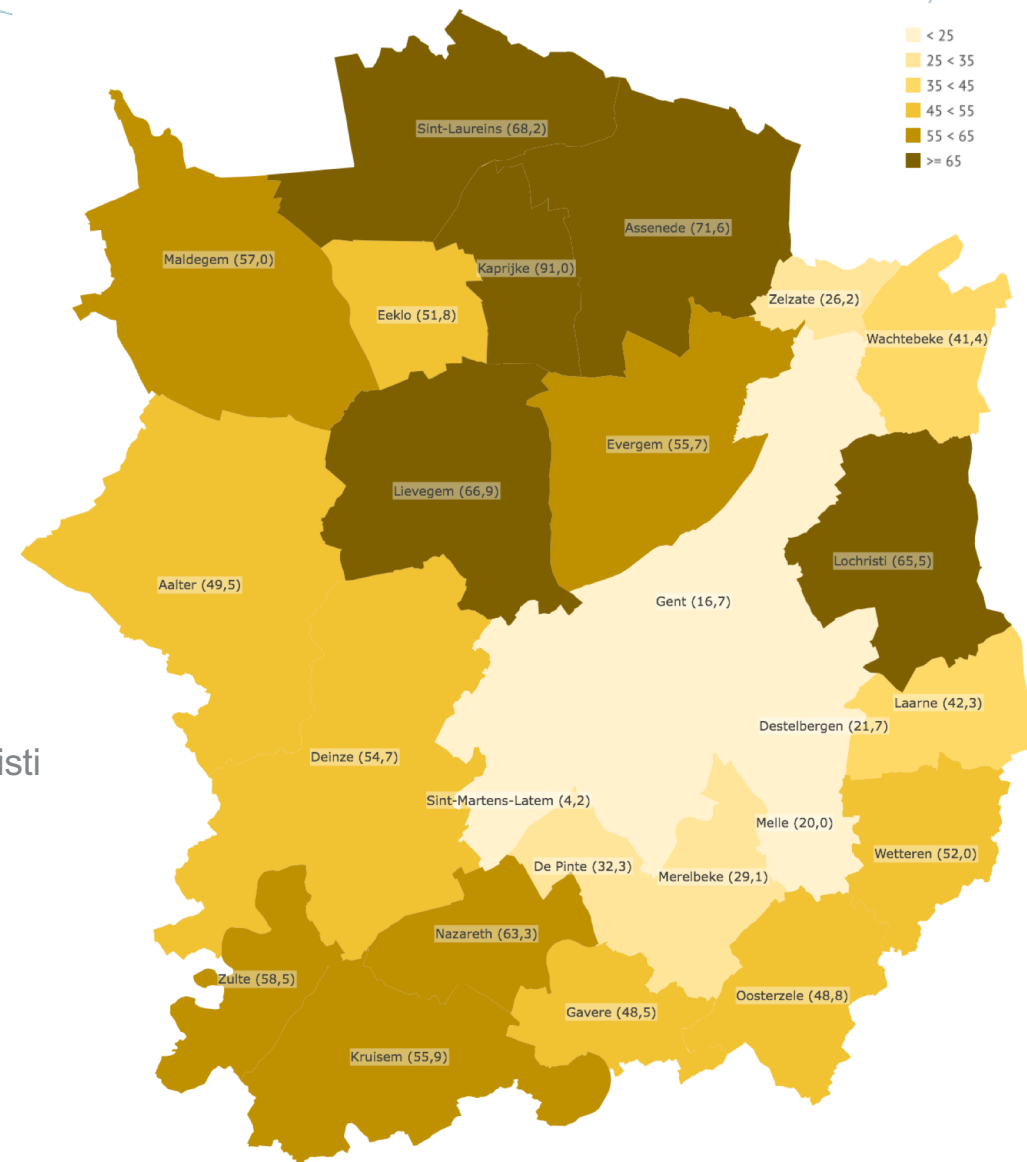 < 25
25 < 35
35 < 45
45 < 55
55 < 65
>= 65
Sint-Laureins (68,2)
Assenede (71,6)
Maldegem (57,0)
Kaprijke (91,0)
Zelzate (26,2)
Eeklo (51,8)
Wachtebeke (41,4)
Evergem (55,7)
Lievegem (66,9)
Lochristi (65,5)
Aalter (49,5)
Gent (16,7)
Laarne (42,3)
Destelbergen (21,7)
Deinze (54,7)
isti
Sint-Martens-Latem (4,2)
Melle (20,0)
Wetteren (52,0)
De Pinte (32,3)
Merelbeke (29,1)
Nazareth (63,3)
Zulte (58,5)
Oosterzele (48,8)
Gavere (48,5)
Kruisem (55,9)